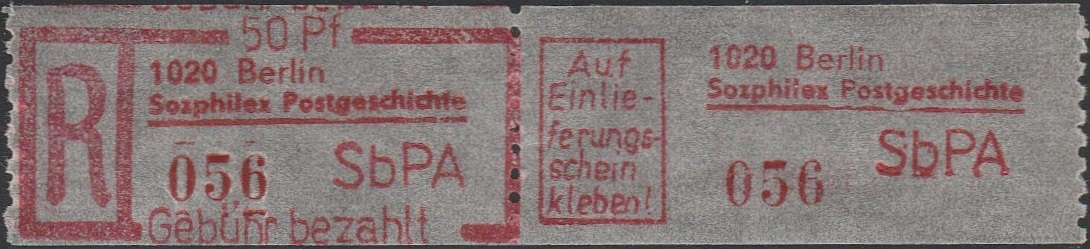 50 Pf
R
1020 Berlin
Sozphilex Postgeschichte
056
SbPA
Gebühr bezahlt
Auf
Einlie-
ferungs-
schein
kleben!
1020 Berlin
Sozphilex Postgeschichte
056
SbPA